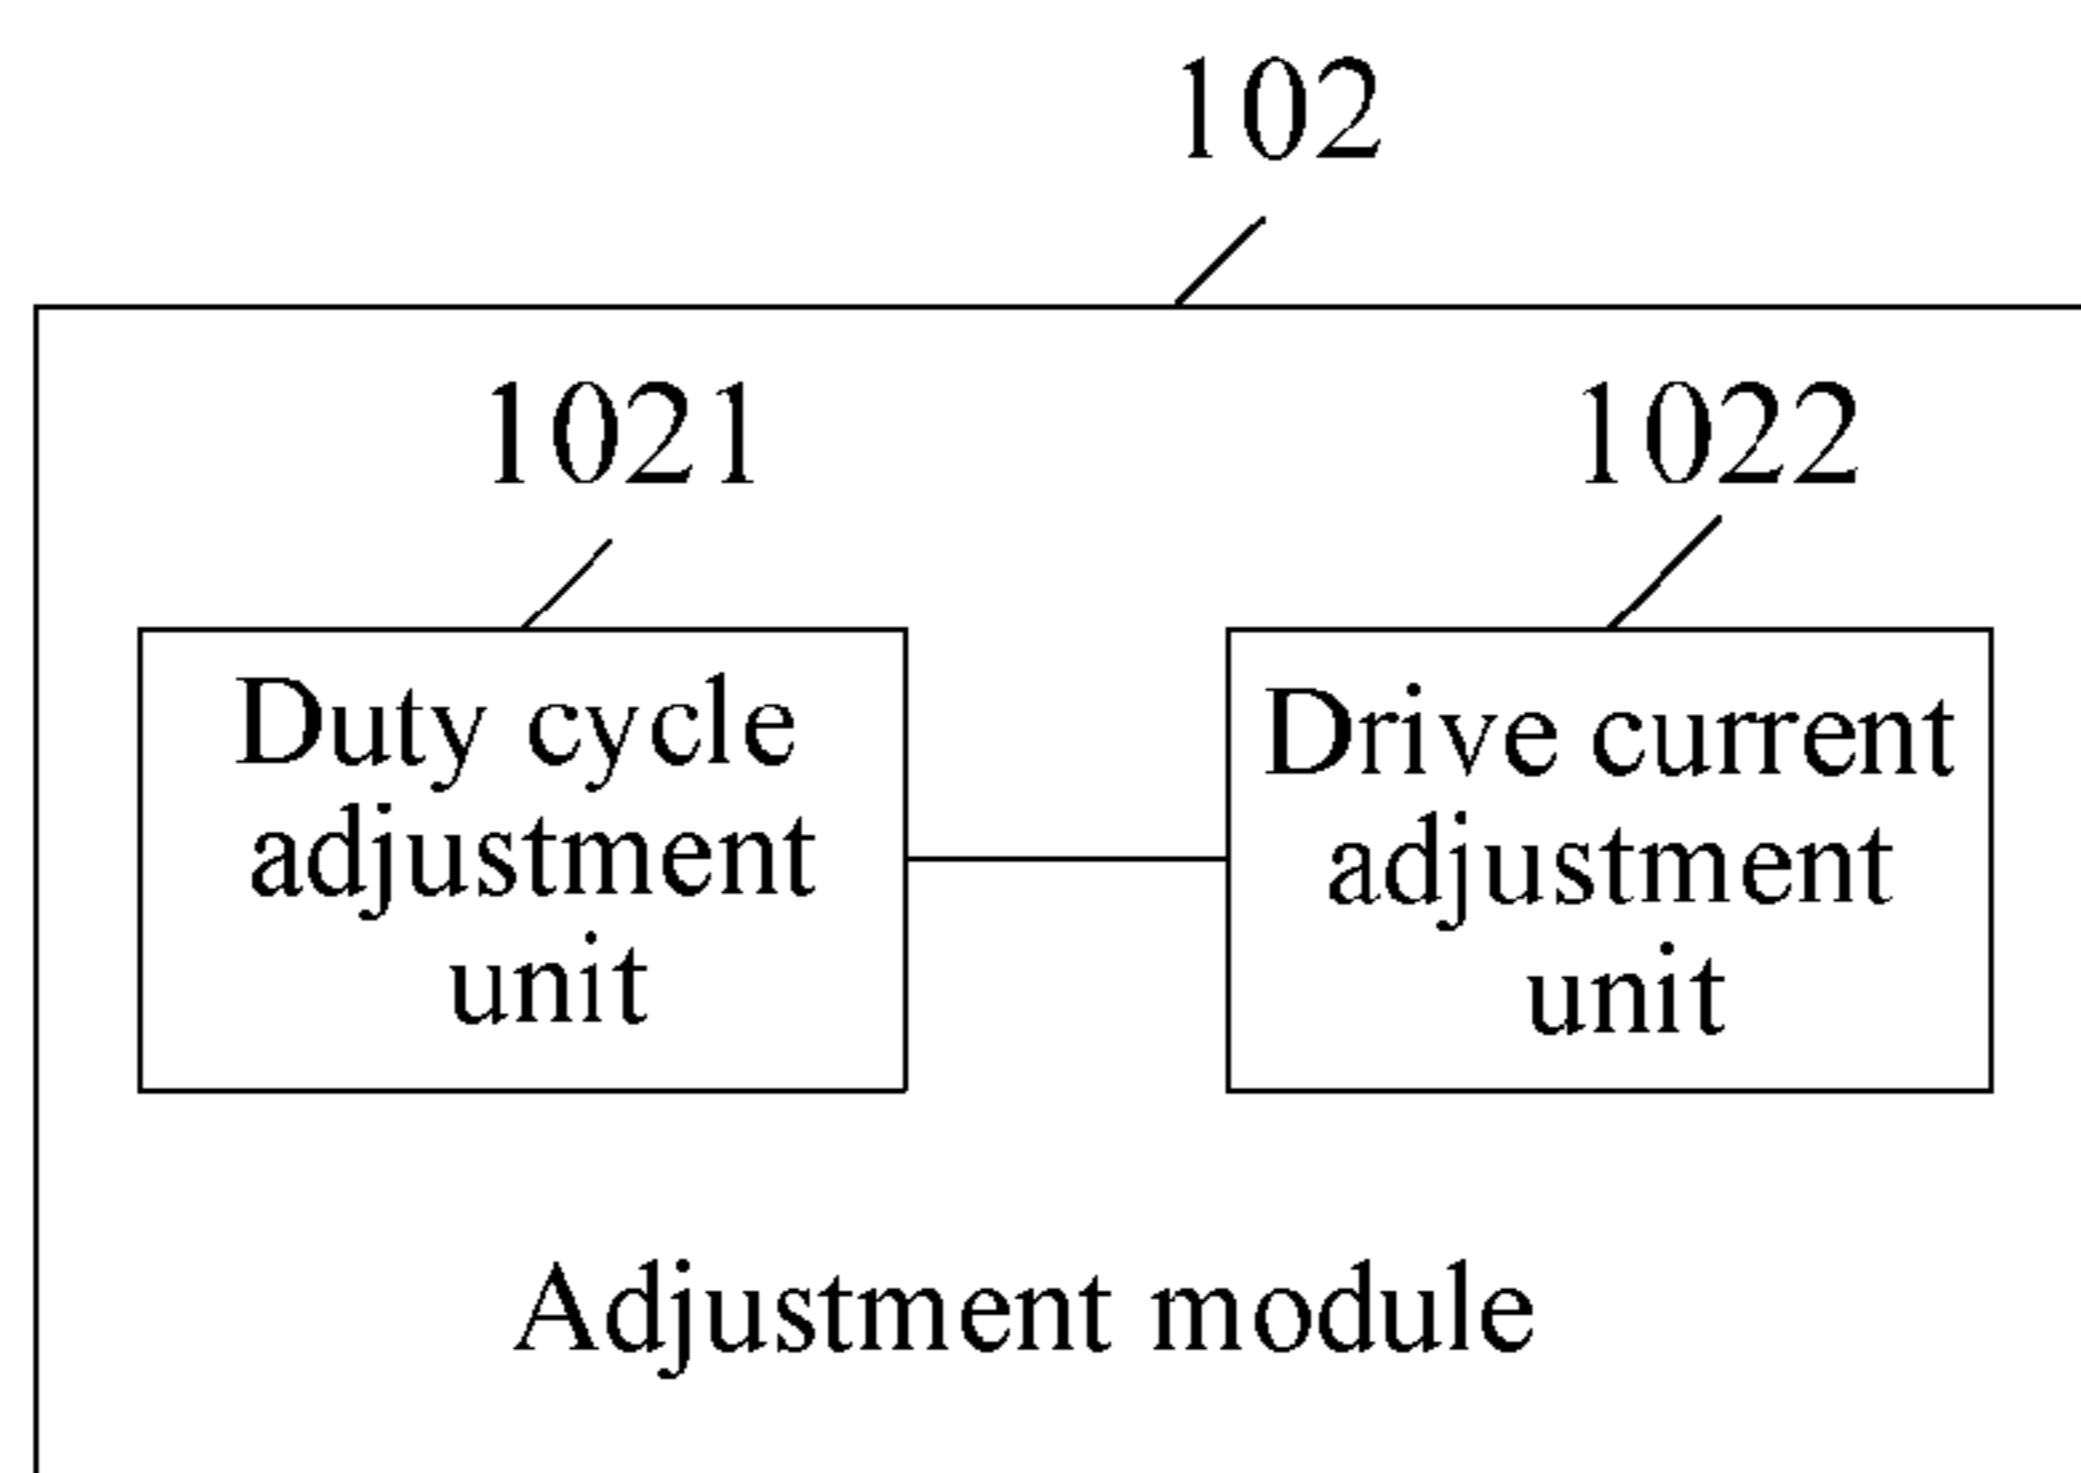 102
1021
1022
Duty cycle
adjustment
unit
Drive current
adjustment
unit
Adjustment module